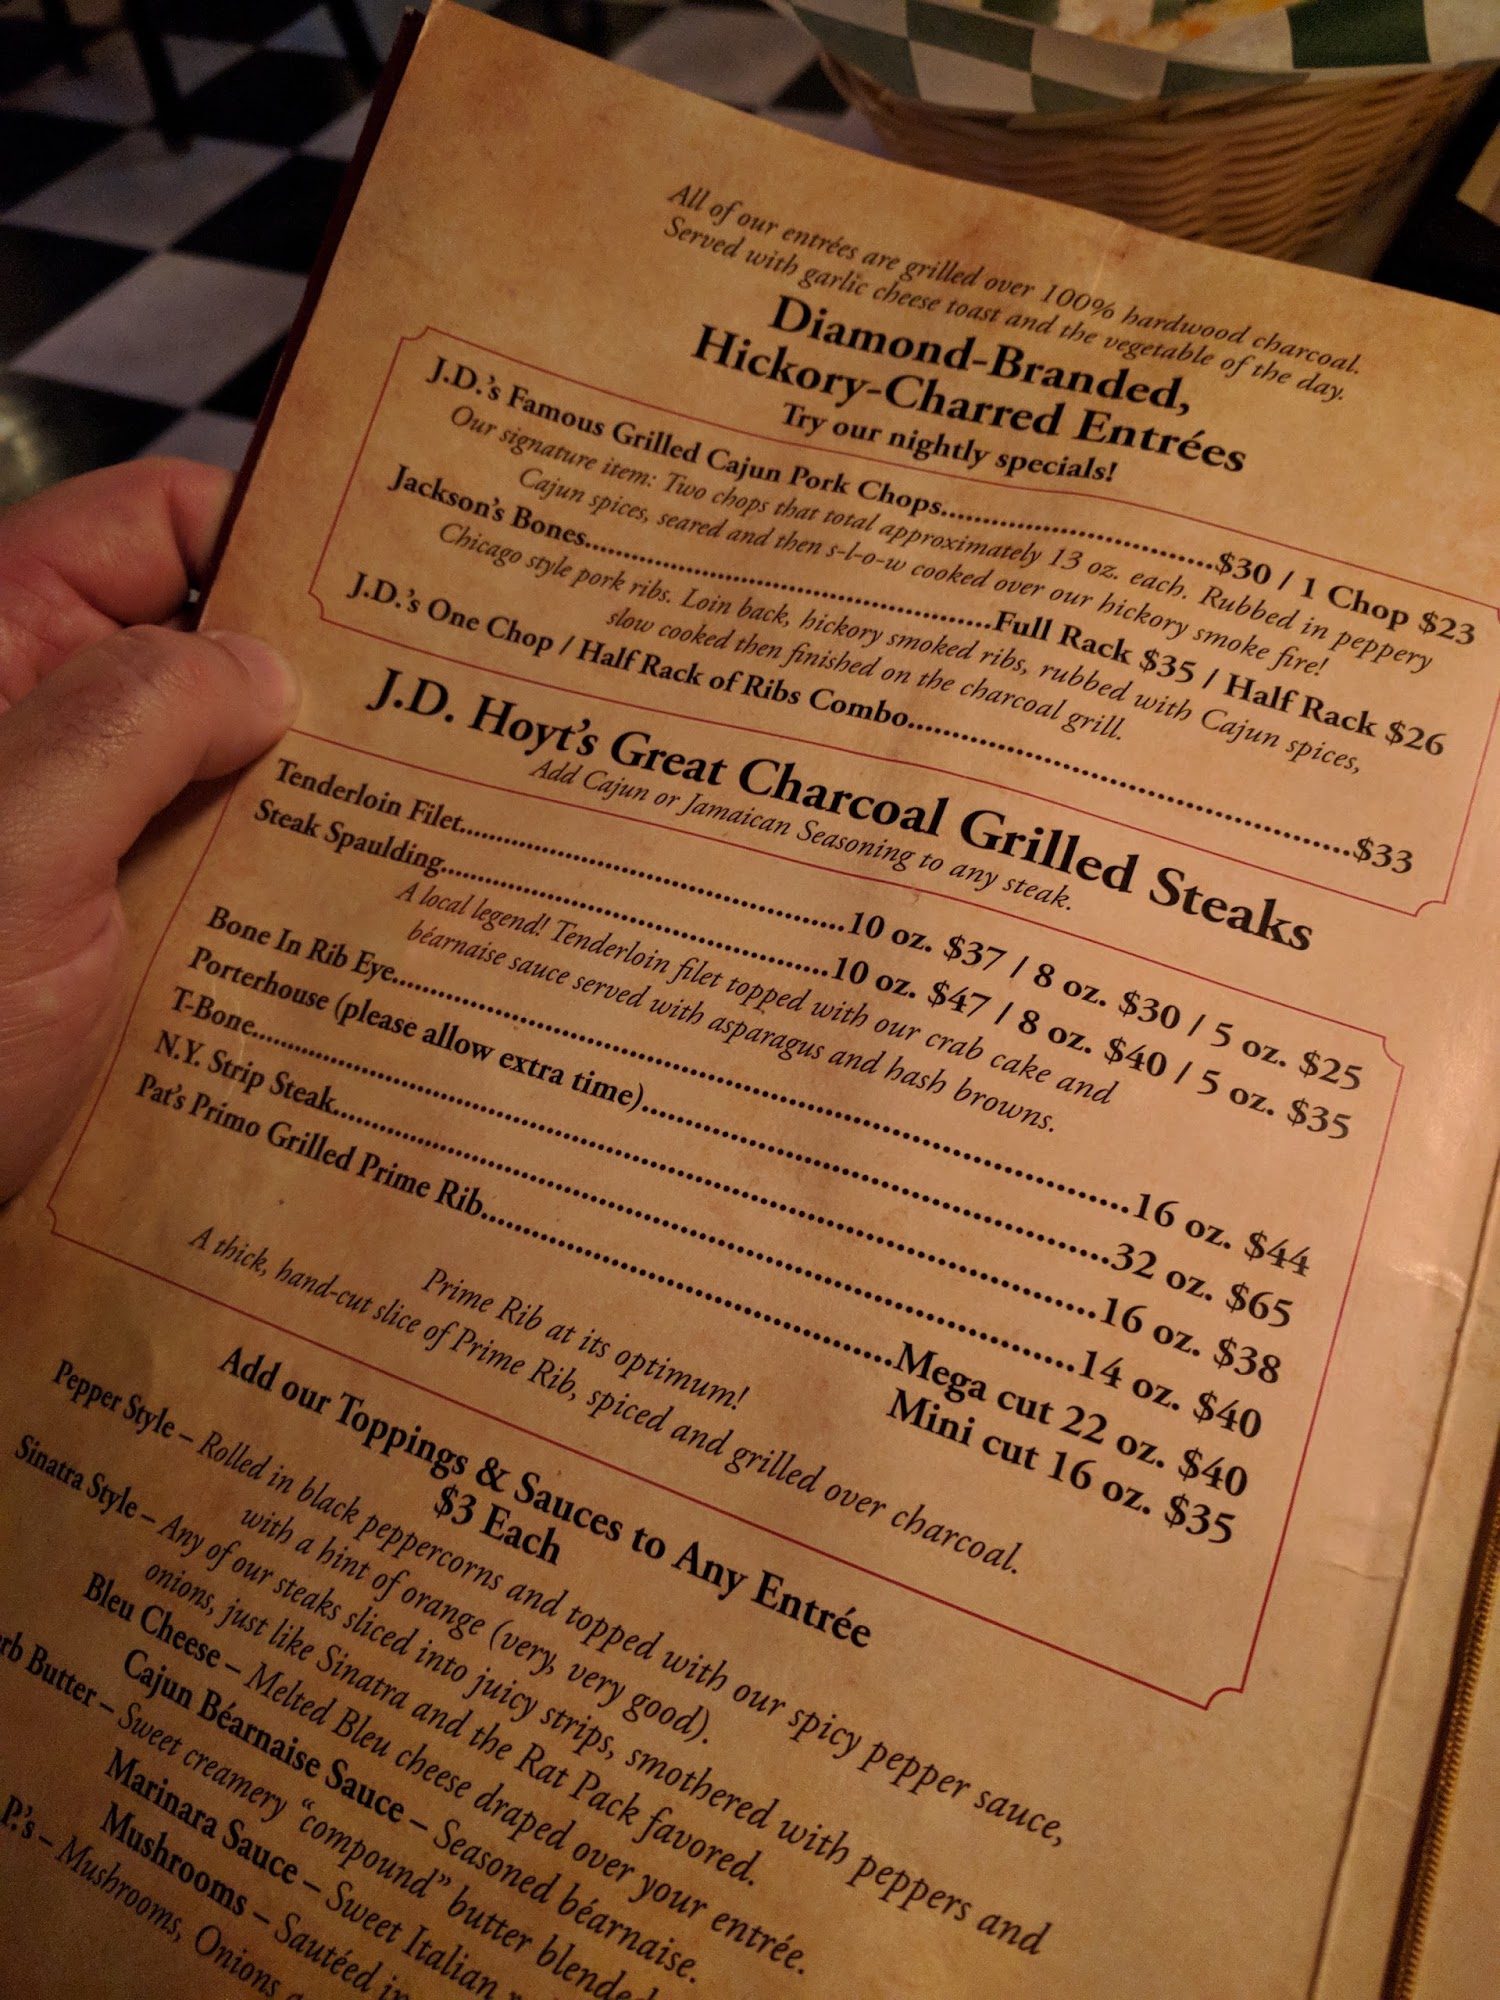 All of our entrées are grilled over 100% hardwood charcoal.
Served with garlic cheese toast and the vegetable of the day.
Diamond-Branded,
Hickory-Charred Entrées
Try our nightly specials!
J.D.'s Famous Grilled Cajun Pork Chops..............................$30 / 1 Chop $23
Our signature item: Two chops that total approximately 13 oz. each. Rubbed in peppery
Cajun spices, seared and then s-l-o-w cooked over our hickory smoke fire!
Jackson's Bones..............................Full Rack $35 / Half Rack $26
Chicago style pork ribs. Loin back, hickory smoked ribs, rubbed with Cajun spices,
slow cooked then finished on the charcoal grill.
J.D.'s One Chop / Half Rack of Ribs Combo..............................$33
J.D. Hoyt's Great Charcoal Grilled Steaks
Add Cajun or Jamaican Seasoning to any steak.
Tenderloin Filet..............................10 oz. $37 / 8 oz. $30 / 5 oz. $25
Steak Spaulding..............................10 oz. $47 / 8 oz. $40 / 5 oz. $35
A local legend! Tenderloin filet topped with our crab cake and
béarnaise sauce served with asparagus and hash browns.
Bone In Rib Eye..............................16 oz. $44
Porterhouse (please allow extra time)..............................32 oz. $65
T-Bone..............................16 oz. $38
N.Y. Strip Steak..............................14 oz. $40
Pat's Primo Grilled Prime Rib..............................Mega cut 22 oz. $40
Mini cut 16 oz. $35
Prime Rib at its optimum!
A thick, hand-cut slice of Prime Rib, spiced and grilled over charcoal.
Add our Toppings & Sauces to Any Entrée
$3 Each
Pepper Style – Rolled in black peppercorns and topped with our spicy pepper sauce,
with a hint of orange (very, very good).
Sinatra Style – Any of our steaks sliced into juicy strips, smothered with peppers and
onions, just like Sinatra and the Rat Pack favored.
Bleu Cheese – Melted Bleu cheese draped over your entrée.
Cajun Béarnaise Sauce – Seasoned béarnaise.
Butter – Sweet creamery "compound" butter blended
Marinara Sauce – Sweet Italian
Mushrooms – Sautéed in
P.'s – Mushrooms, Onions